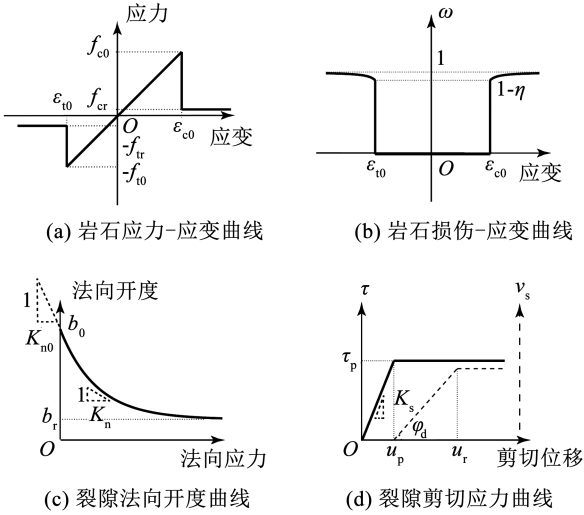 应力
f_c0
ε_t0
f_cr
O
ε_c0
应变
-f_tr
-f_t0
(a) 岩石应力-应变曲线
ω
1
1-η
ε_t0
O
ε_c0
应变
(b) 岩石损伤-应变曲线
法向开度
1
K_n0
b_0
1
K_n
b_r
O
法向应力
(c) 裂隙法向开度曲线
τ
v_s
τ_p
K_s
φ_d
O
u_p
u_r
剪切位移
(d) 裂隙剪切应力曲线